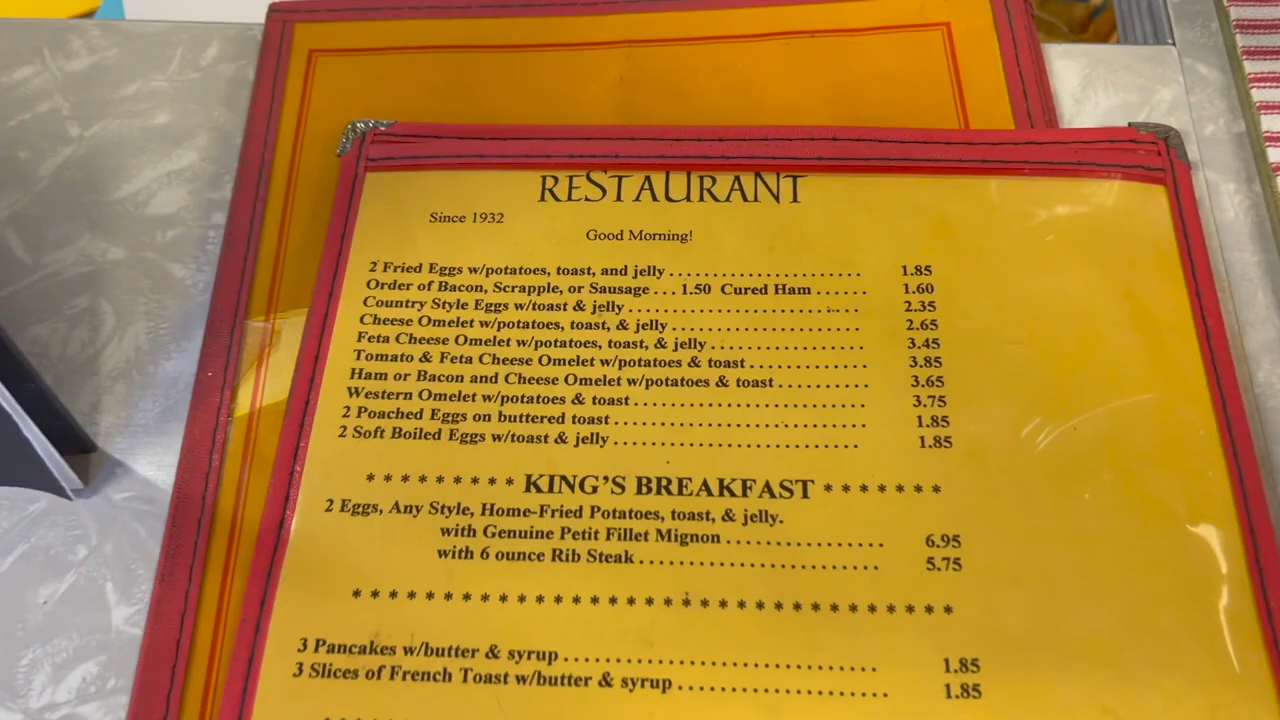 RESTAURANT
Since 1932
Good Morning!
2 Fried Eggs w/potatoes, toast, and jelly . . . . . . . . . . . . . . . . . . . . . 1.85
Order of Bacon, Scrapple, or Sausage . . . 1.50 Cured Ham . . . . . . 1.60
Country Style Eggs w/toast & jelly . . . . . . . . . . . . . . . . . . . . . . . . . 2.35
Cheese Omelet w/potatoes, toast, & jelly . . . . . . . . . . . . . . . . . . . . 2.65
Feta Cheese Omelet w/potatoes, toast, & jelly . . . . . . . . . . . . . . . . 3.45
Tomato & Feta Cheese Omelet w/potatoes & toast . . . . . . . . . . . . 3.85
Ham or Bacon and Cheese Omelet w/potatoes & toast . . . . . . . . . 3.65
Western Omelet w/potatoes & toast . . . . . . . . . . . . . . . . . . . . . . . . 3.75
2 Poached Eggs on buttered toast . . . . . . . . . . . . . . . . . . . . . . . . . . 1.85
2 Soft Boiled Eggs w/toast & jelly . . . . . . . . . . . . . . . . . . . . . . . . . 1.85
* * * * * * * * * KING'S BREAKFAST * * * * * * *
2 Eggs, Any Style, Home-Fried Potatoes, toast, & jelly.
with Genuine Petit Fillet Mignon . . . . . . . . . . . . . . . . 6.95
with 6 ounce Rib Steak . . . . . . . . . . . . . . . . . . . . . . . . 5.75
* * * * * * * * * * * * * * * * * * * * * * * * * * * * * * * * *
3 Pancakes w/butter & syrup . . . . . . . . . . . . . . . . . . . . . . . . . . . . 1.85
3 Slices of French Toast w/butter & syrup . . . . . . . . . . . . . . . . . . . 1.85